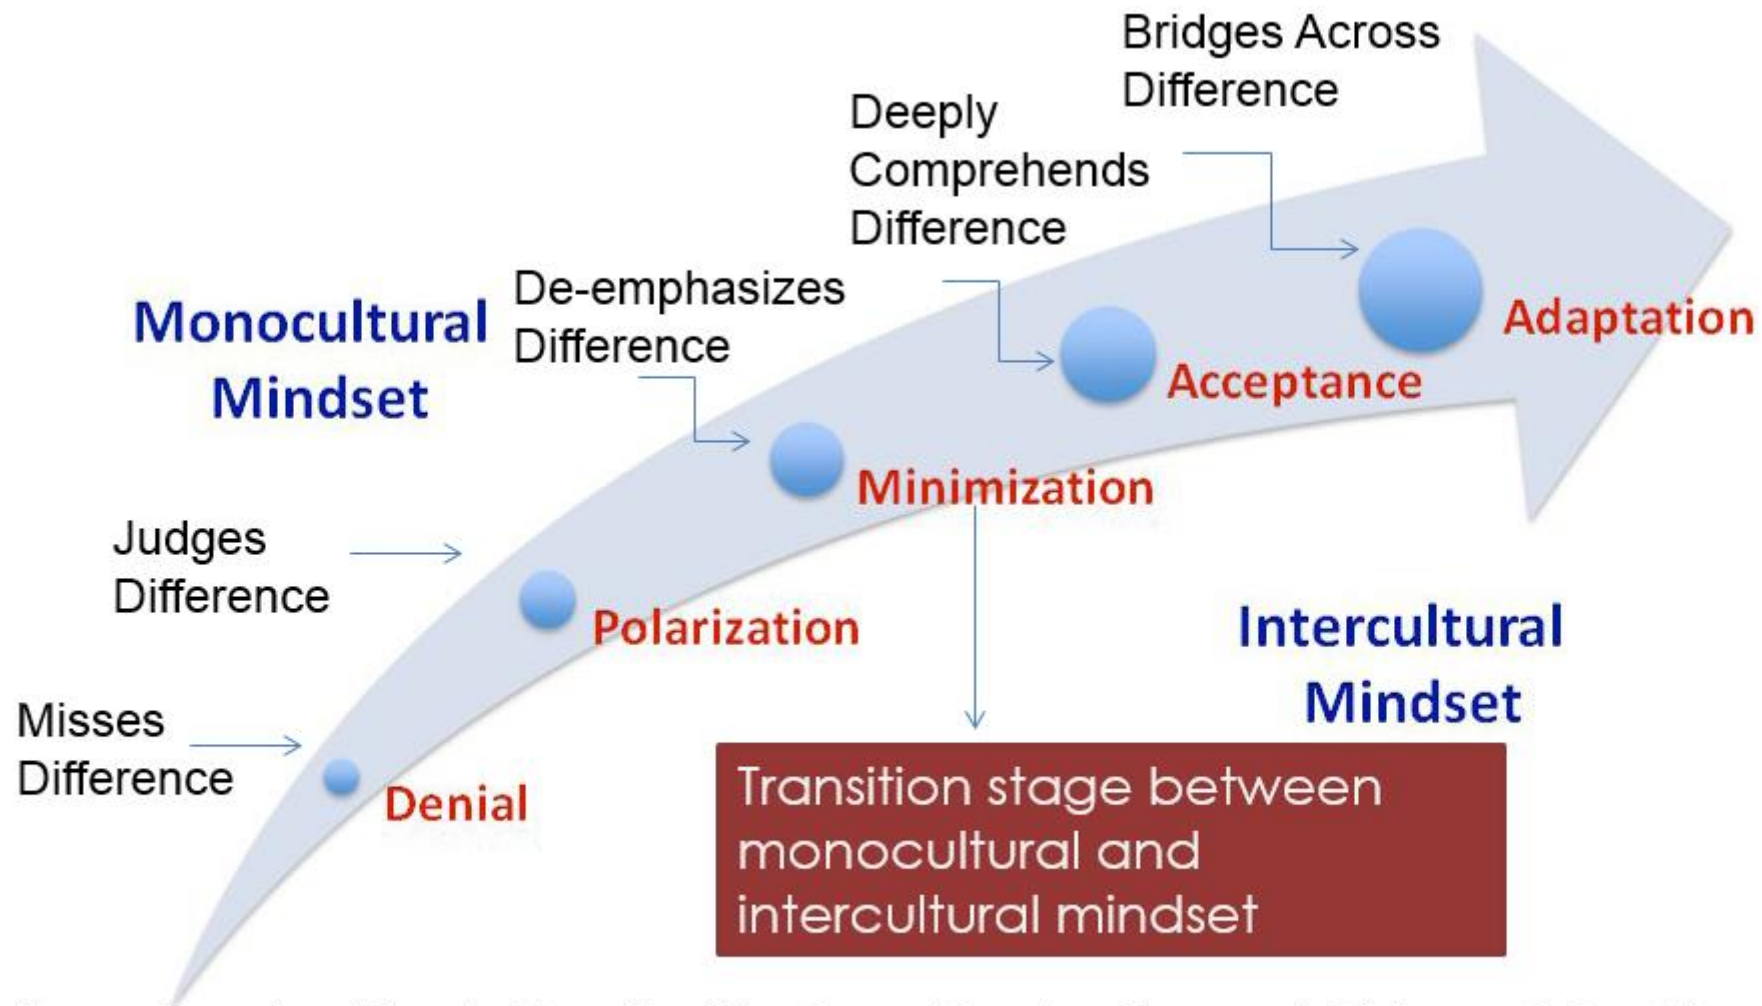 Bridges Across
Difference
Deeply
Comprehends
Difference
De-emphasizes
Difference
Monocultural
Mindset
Adaptation
Acceptance
Minimization
Judges
Difference
Polarization
Intercultural
Mindset
Misses
Difference
Denial
Transition stage between
monocultural and
intercultural mindset